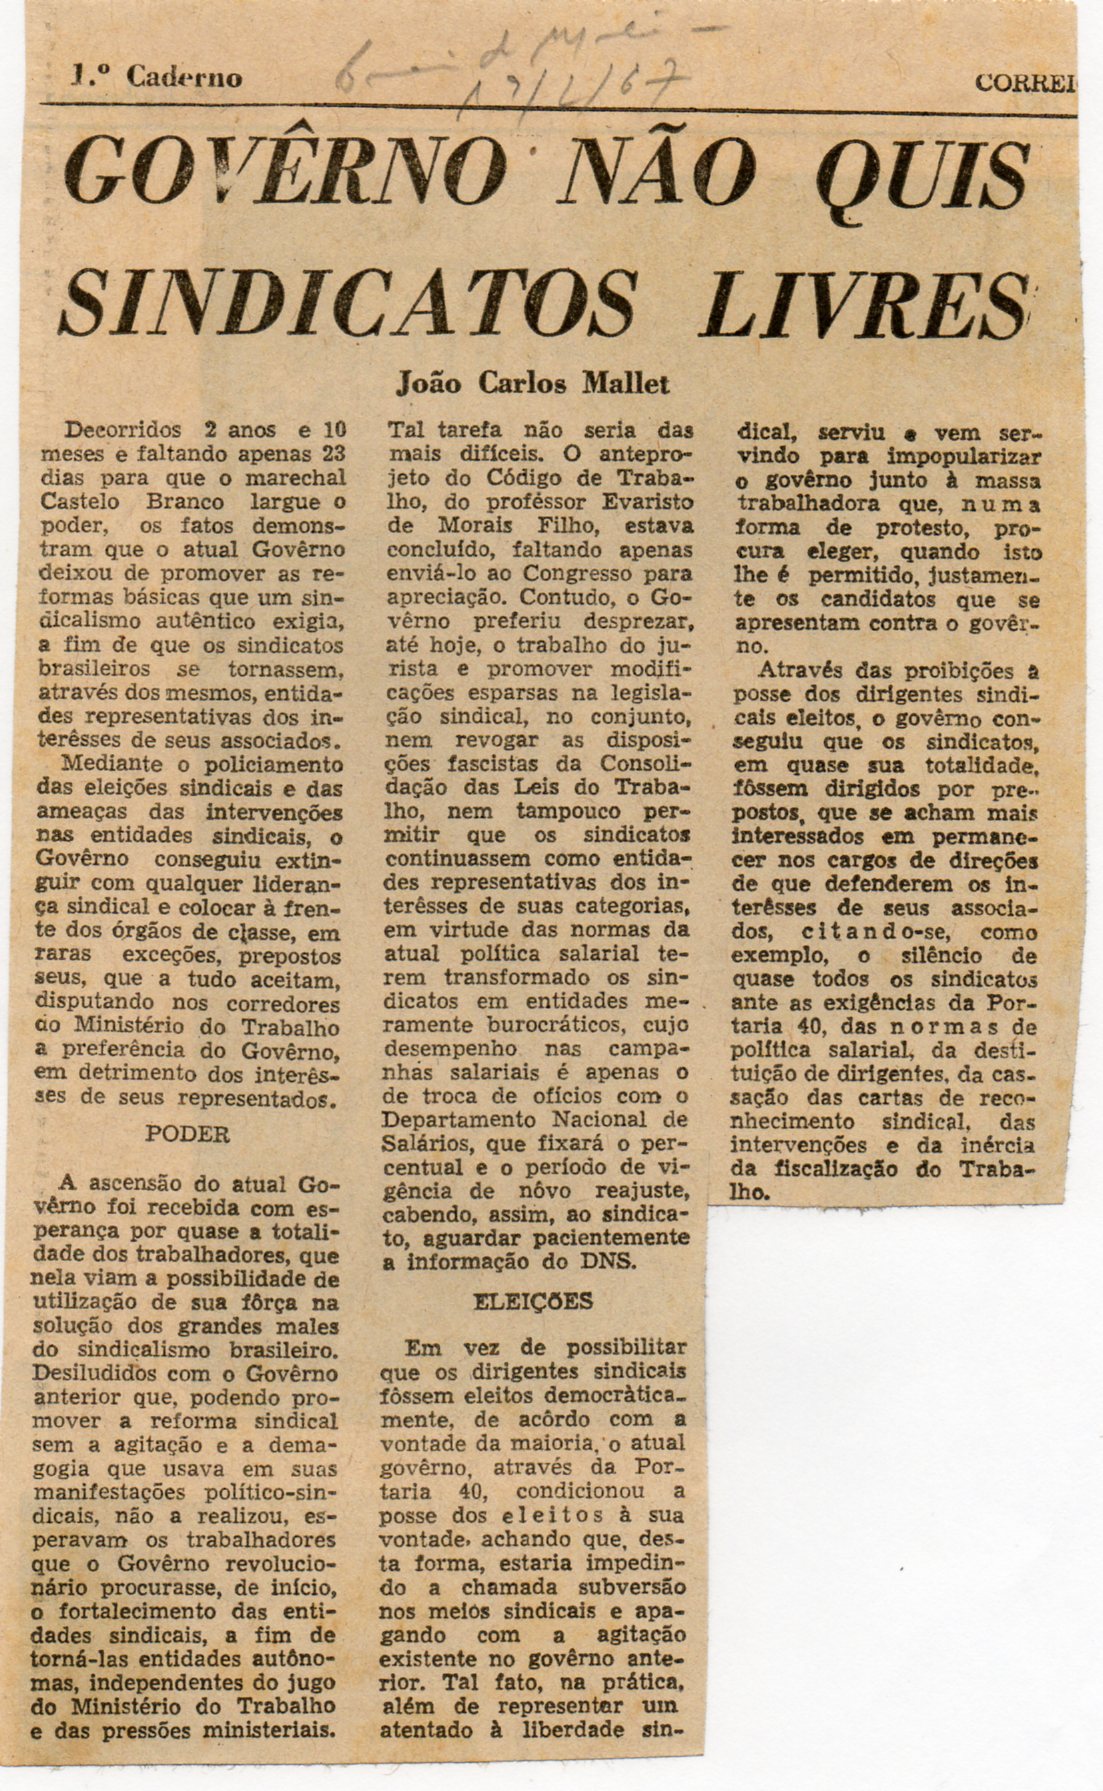 1.º Caderno
17/2/67
CORREI
GOVÊRNO NÃO QUIS
SINDICATOS LIVRES
João Carlos Mallet
Decorridos 2 anos e 10
meses e faltando apenas 23
dias para que o marechal
Castelo Branco largue o
poder, os fatos demons-
tram que o atual Govêrno
deixou de promover as re-
formas básicas que um sin-
dicalismo autêntico exigia,
a fim de que os sindicatos
brasileiros se tornassem,
através dos mesmos, entida-
des representativas dos in-
terêsses de seus associados.
Mediante o policiamento
das eleições sindicais e das
ameaças das intervenções
nas entidades sindicais, o
Govêrno conseguiu extin-
guir com qualquer lideran-
ça sindical e colocar à fren-
te dos órgãos de classe, em
raras exceções, prepostos
seus, que a tudo aceitam,
disputando nos corredores
do Ministério do Trabalho
a preferência do Govêrno,
em detrimento dos interês-
ses de seus representados.
PODER
A ascensão do atual Go-
vêrno foi recebida com es-
perança por quase a totali-
dade dos trabalhadores, que
nela viam a possibilidade de
utilização de sua fôrça na
solução dos grandes males
do sindicalismo brasileiro.
Desiludidos com o Govêrno
anterior que, podendo pro-
mover a reforma sindical
sem a agitação e a dema-
gogia que usava em suas
manifestações político-sin-
dicais, não a realizou, es-
peravam os trabalhadores
que o Govêrno revolucio-
nário procurasse, de início,
o fortalecimento das enti-
dades sindicais, a fim de
torná-las entidades autôno-
mas, independentes do jugo
do Ministério do Trabalho
e das pressões ministeriais.
Tal tarefa não seria das
mais difíceis. O antepro-
jeto do Código de Traba-
lho, do proféssor Evaristo
de Morais Filho, estava
concluído, faltando apenas
enviá-lo ao Congresso para
apreciação. Contudo, o Go-
vêrno preferiu desprezar,
até hoje, o trabalho do ju-
rista e promover modifi-
cações esparsas na legisla-
ção sindical, no conjunto,
nem revogar as disposi-
ções fascistas da Consoli-
dação das Leis do Traba-
lho, nem tampouco per-
mitir que os sindicatos
continuassem como entida-
des representativas dos in-
terêsses de suas categorias,
em virtude das normas da
atual política salarial te-
rem transformado os sin-
dicatos em entidades me-
ramente burocráticos, cujo
desempenho nas campa-
nhas salariais é apenas o
de troca de ofícios com o
Departamento Nacional de
Salários, que fixará o per-
centual e o período de vi-
gência de nôvo reajuste,
cabendo, assim, ao sindica-
to, aguardar pacientemente
a informação do DNS.
ELEIÇÕES
Em vez de possibilitar
que os dirigentes sindicais
fôssem eleitos democràtica-
mente, de acôrdo com a
vontade da maioria, o atual
govêrno, através da Por-
taria 40, condicionou a
posse dos eleitos à sua
vontade, achando que, des-
ta forma, estaria impedin-
do a chamada subversão
nos meios sindicais e apa-
gando com a agitação
existente no govêrno ante-
rior. Tal fato, na prática,
além de representar um
atentado à liberdade sin-
dical, serviu e vem ser-
vindo para impopularizar
o govêrno junto à massa
trabalhadora que, numa
forma de protesto, pro-
cura eleger, quando isto
lhe é permitido, justamen-
te os candidatos que se
apresentam contra o govêr-
no.
Através das proibições à
posse dos dirigentes sindi-
cais eleitos, o govêrno con-
seguiu que os sindicatos,
em quase sua totalidade,
fôssem dirigidos por pre-
postos, que se acham mais
interessados em permane-
cer nos cargos de direções
de que defenderem os in-
terêsses de seus associa-
dos, citando-se, como
exemplo, o silêncio de
quase todos os sindicatos
ante as exigências da Por-
taria 40, das normas de
política salarial, da desti-
tuição de dirigentes, da cas-
sação das cartas de reco-
nhecimento sindical, das
intervenções e da inércia
da fiscalização do Traba-
lho.